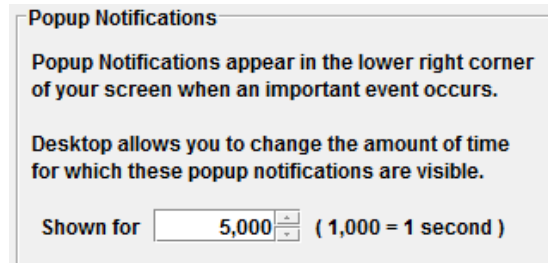 Popup Notifications
Popup Notifications appear in the lower right corner
of your screen when an important event occurs.
Desktop allows you to change the amount of time
for which these popup notifications are visible.
Shown for 5,000 ( 1,000 = 1 second )